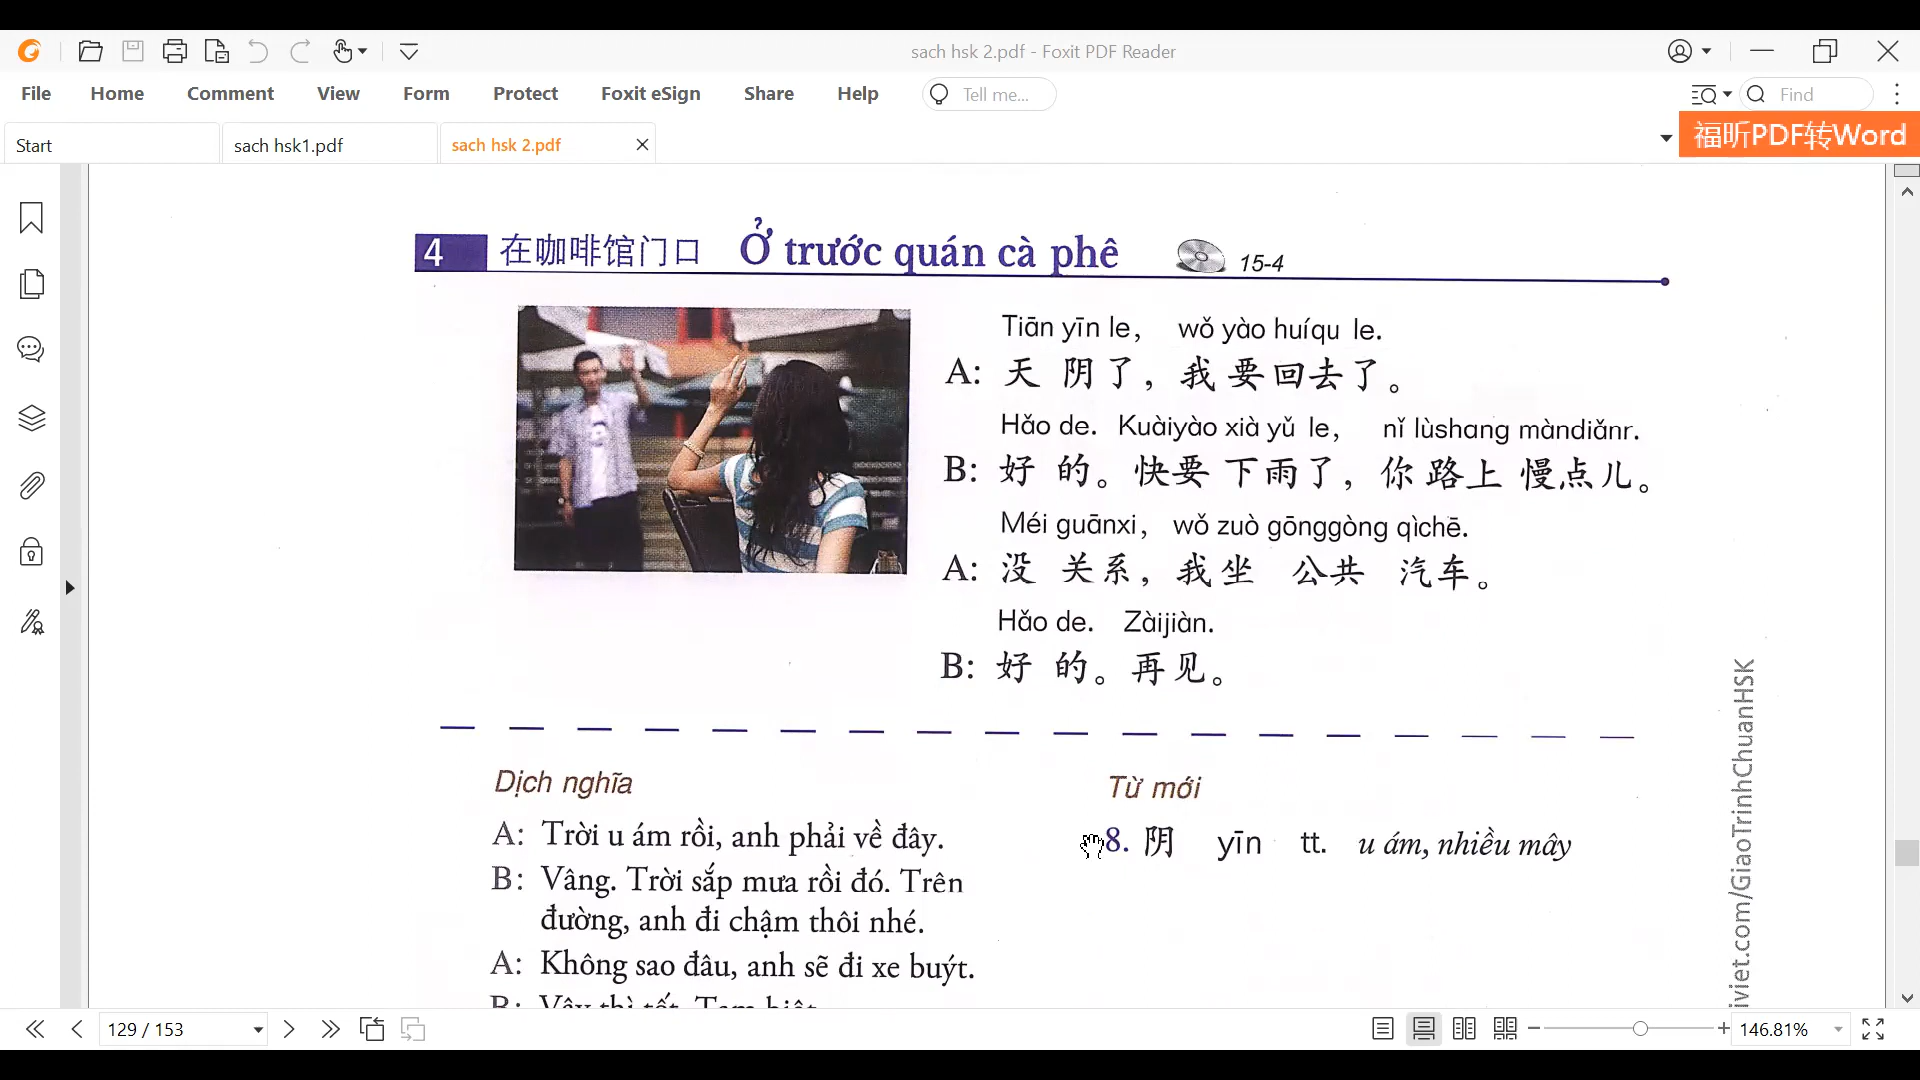 sach hsk 2.pdf - Foxit PDF Reader
File Home Comment View Form Protect Foxit eSign Share Help Tell me... Find
Start sach hsk1.pdf sach hsk 2.pdf
福昕PDF转Word
4 在咖啡馆门口 Ở trước quán cà phê 15-4
Tiān yīn le, wǒ yào huíqu le.
A: 天 阴了，我要回去了。
Hǎo de. Kuàiyào xià yǔ le, nǐ lùshang màndiǎnr.
B: 好 的。快要 下雨了，你 路上 慢点儿。
Méi guānxi, wǒ zuò gōnggòng qìchē.
A: 没 关系，我坐 公共 汽车。
Hǎo de. Zàijiàn.
B: 好 的。再见。
Dịch nghĩa
A: Trời u ám rồi, anh phải về đây.
B: Vâng. Trời sắp mưa rồi đó. Trên
đường, anh đi chậm thôi nhé.
A: Không sao đâu, anh sẽ đi xe buýt.
B: Vậy thì tốt. Tạm biệt.
Từ mới
8. 阴 yīn tt. u ám, nhiều mây
iviet.com/GiaoTrinhChuanHSK
129 / 153
146.81%